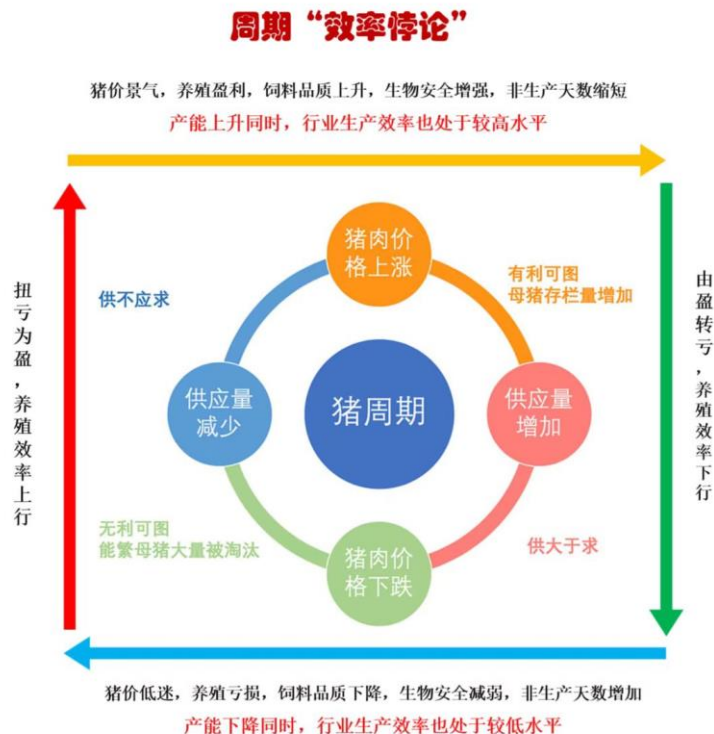 周期“效率悖论”
猪价景气，养殖盈利，饲料品质上升，生物安全增强，非生产天数缩短
产能上升同时，行业生产效率也处于较高水平
扭亏为盈，养殖效率上行
猪肉价
格上涨
供不应求
有利可图
母猪存栏量增加
供应量
减少
猪周期
供应量
增加
无利可图
能繁母猪大量被淘汰
猪肉价
格下跌
供大于求
由盈转亏，养殖效率下行
猪价低迷，养殖亏损，饲料品质下降，生物安全减弱，非生产天数增加
产能下降同时，行业生产效率也处于较低水平